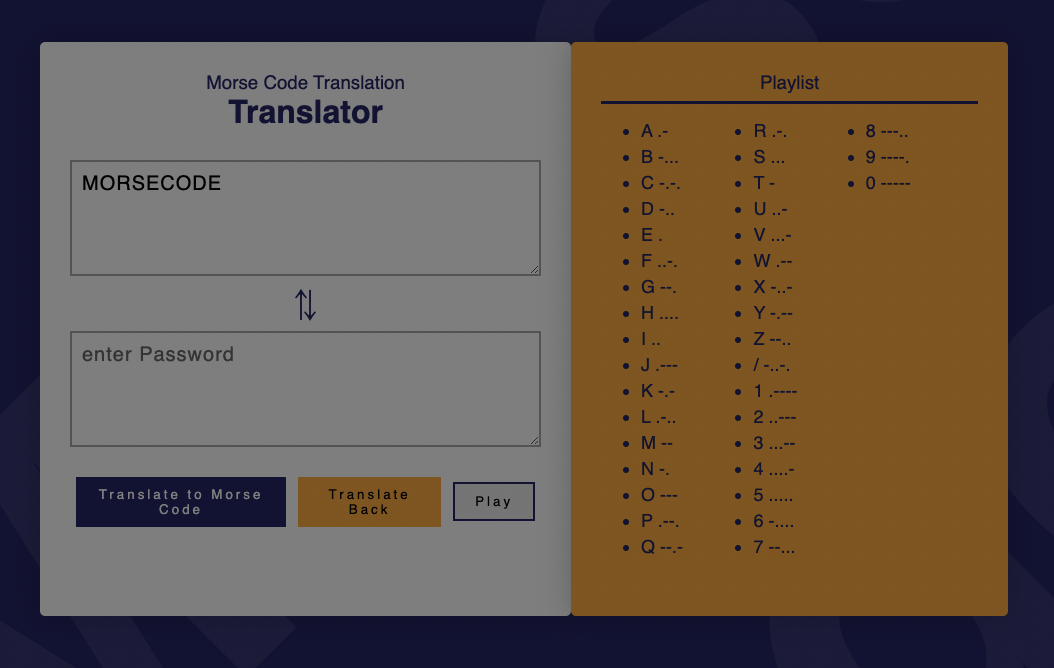 Morse Code Translation
Translator
MORSECODE
enter Password
Translate to Morse
Code
Translate
Back
Play
Playlist
A .-
B -...
C -.-.
D -..
E .
F ..-.
G --.
H ....
I ..
J .---
K -.-
L .-..
M --
N -.
O ---
P .--.
Q --.-
R .-.
S ...
T -
U ..-
V ...-
W .--
X -..-
Y -.--
Z --..
/ -..-.
1 .----
2 ..---
3 ...--
4 ....-
5 .....
6 -....
7 --...
8 ---..
9 ----.
0 -----